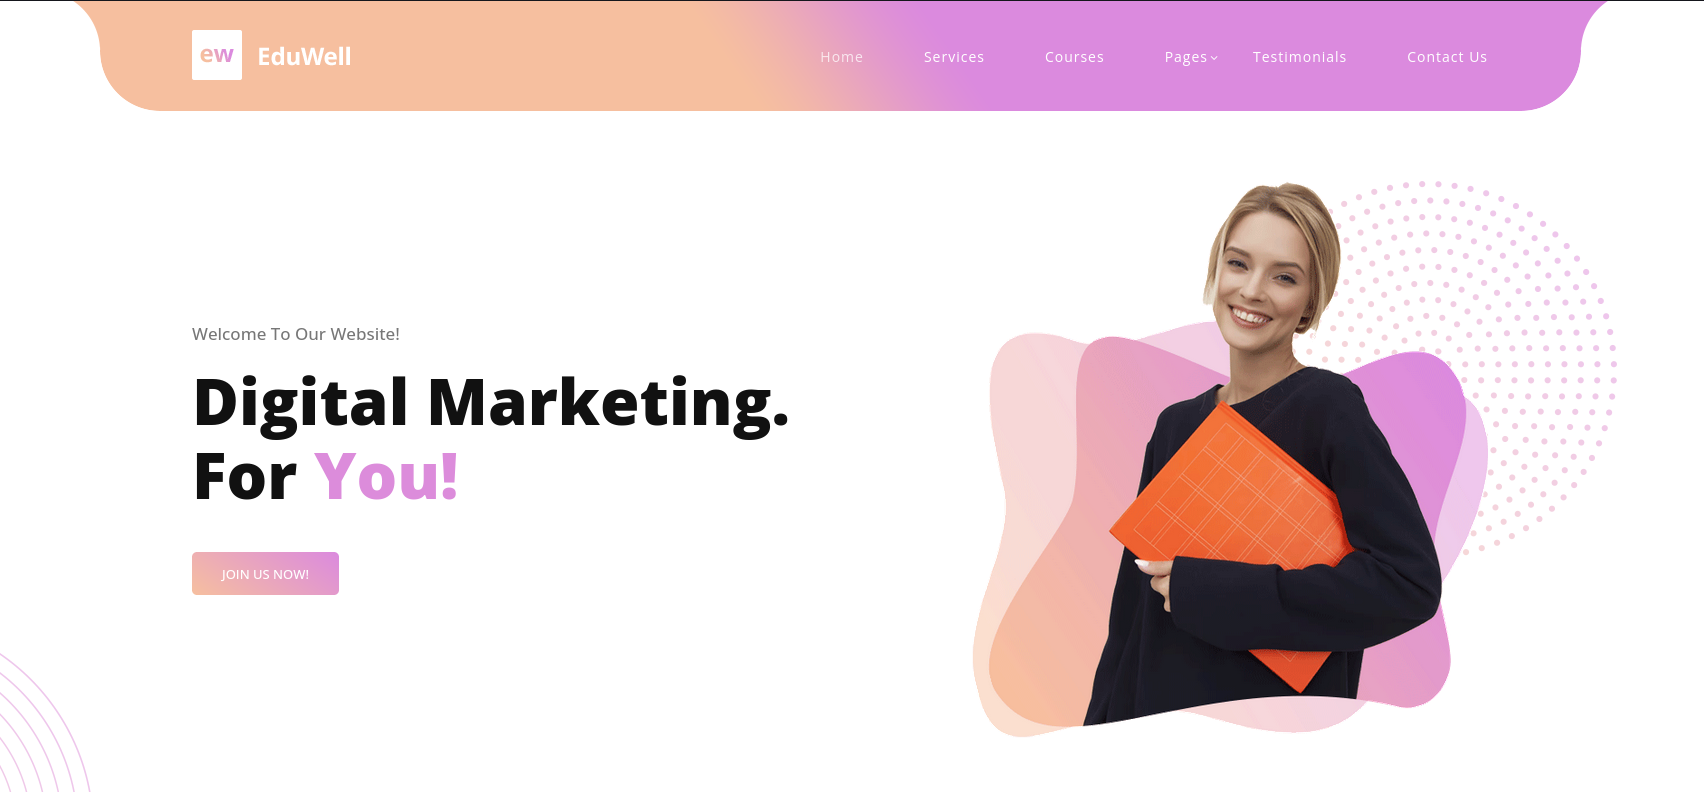 ew EduWell
Home Services Courses Pages Testimonials Contact Us
Welcome To Our Website!
Digital Marketing.
For You!
JOIN US NOW!